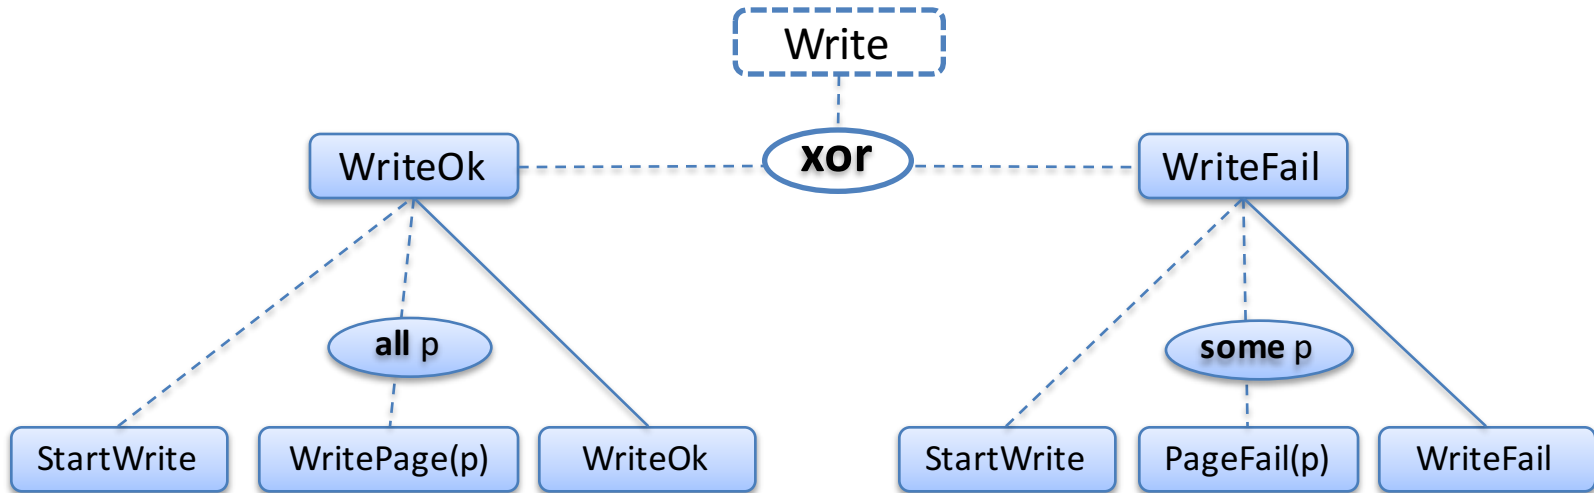 Write
WriteOk
xor
WriteFail
all p
some p
StartWrite
WritePage(p)
WriteOk
StartWrite
PageFail(p)
WriteFail